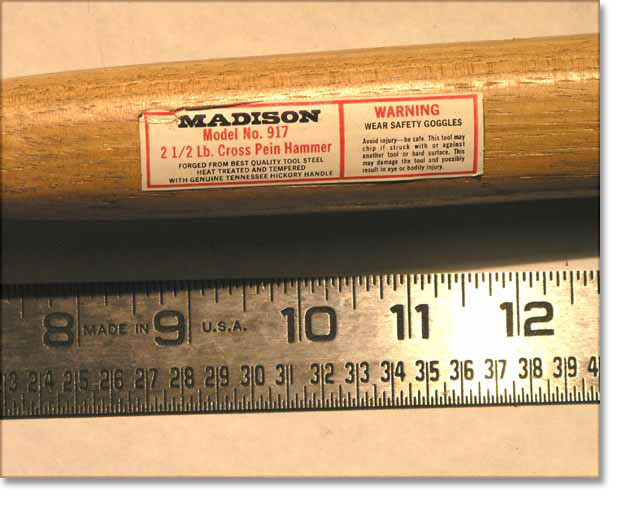 MADISON
Model No. 917
2 1/2 Lb. Cross Pein Hammer
FORGED FROM BEST QUALITY TOOL STEEL
HEAT TREATED AND TEMPERED
WITH GENUINE TENNESSEE HICKORY HANDLE
WARNING
WEAR SAFETY GOGGLES
Avoid injury—be safe. This tool may
chip if struck with or against
another tool or hard surface. This
may damage the tool and possibly
result in eye or bodily injury.
8 MADE IN 9 U.S.A. 10 11 12
3 24 25 26 27 28 29 30 31 32 33 34 35 36 37 38 39 4